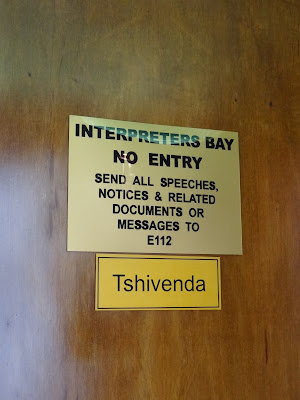 INTERPRETERS BAY
NO ENTRY
SEND ALL SPEECHES,
NOTICES & RELATED
DOCUMENTS OR
MESSAGES TO
E112
Tshivenda